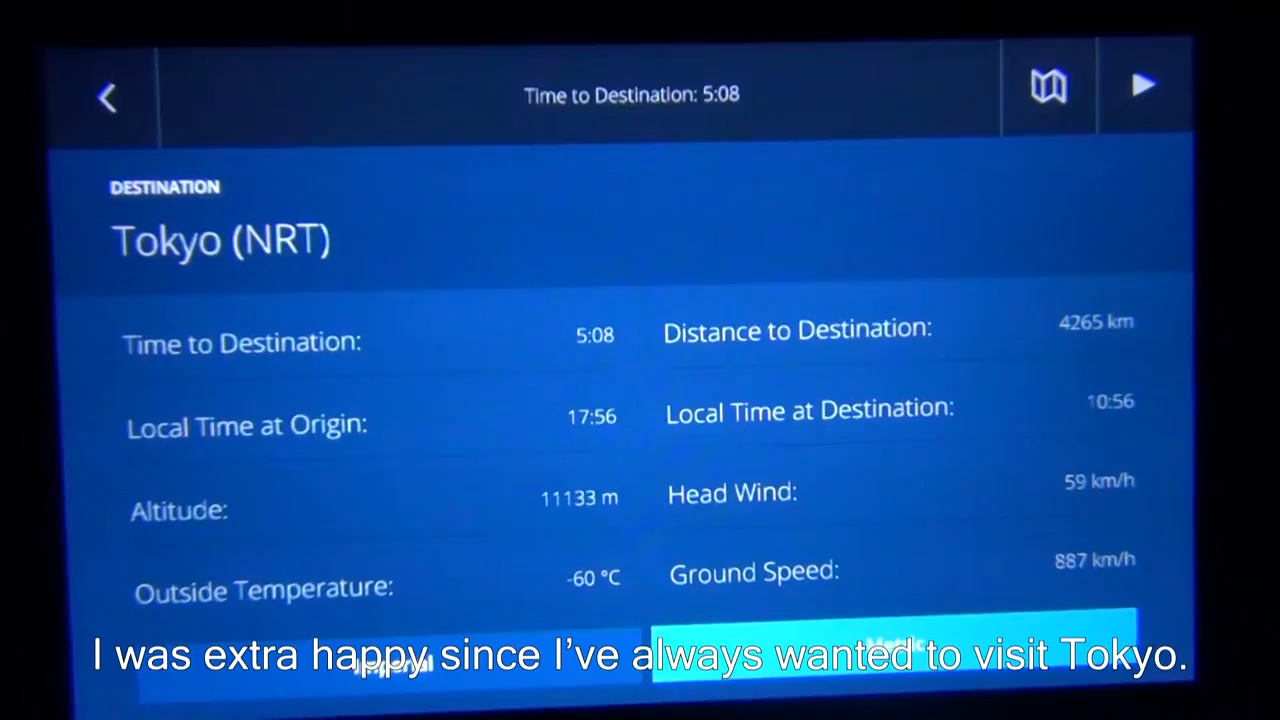 Time to Destination: 5:08
DESTINATION
Tokyo (NRT)
Time to Destination: 5:08 Distance to Destination: 4265 km
Local Time at Origin: 17:56 Local Time at Destination: 10:56
Altitude: 11133 m Head Wind: 59 km/h
Outside Temperature: -60 °C Ground Speed: 887 km/h
Imperial Metric
I was extra happy since I've always wanted to visit Tokyo.